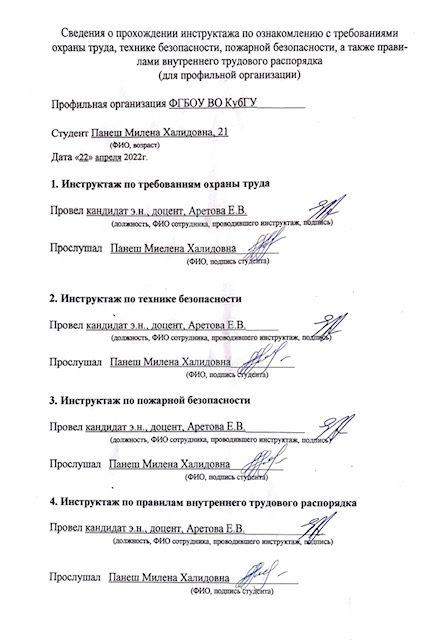 Сведения о прохождении инструктажа по ознакомлению с требованиями
охраны труда, технике безопасности, пожарной безопасности, а также прави-
лами внутреннего трудового распорядка
(для профильной организации)
Профильная организация ФГБОУ ВО КубГУ
Студент Панеш Милена Халидовна, 21
(ФИО, возраст)
Дата «22» апреля 2022г.
1. Инструктаж по требованиям охраны труда
Провел кандидат э.н., доцент, Аретова Е.В.
(должность, ФИО сотрудника, проводившего инструктаж, подпись)
Прослушал Панеш Миелена Халидовна
(ФИО, подпись студента)
2. Инструктаж по технике безопасности
Провел кандидат э.н., доцент, Аретова Е.В.
(должность, ФИО сотрудника, проводившего инструктаж, подпись)
Прослушал Панеш Милена Халидовна
(ФИО, подпись студента)
3. Инструктаж по пожарной безопасности
Провел кандидат э.н., доцент, Аретова Е.В.
(должность, ФИО сотрудника, проводившего инструктаж, подпись)
Прослушал Панеш Милена Халидовна
(ФИО, подпись студента)
4. Инструктаж по правилам внутреннего трудового распорядка
Провел кандидат э.н., доцент, Аретова Е.В.
(должность, ФИО сотрудника, проводившего инструктаж, подпись)
Прослушал Панеш Милена Халидовна
(ФИО, подпись студента)